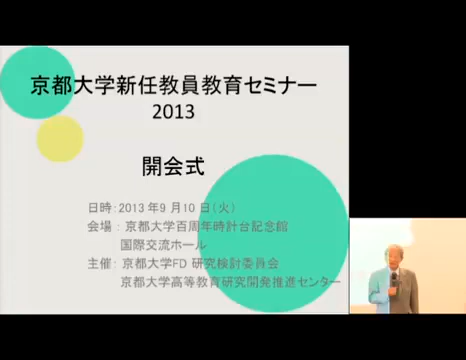 京都大学新任教員教育セミナー
2013
開会式
日時：2013 年9 月10 日（火）
会場： 京都大学百周年時計台記念館
国際交流ホール
主催： 京都大学FD 研究検討委員会
京都大学高等教育研究開発推進センター